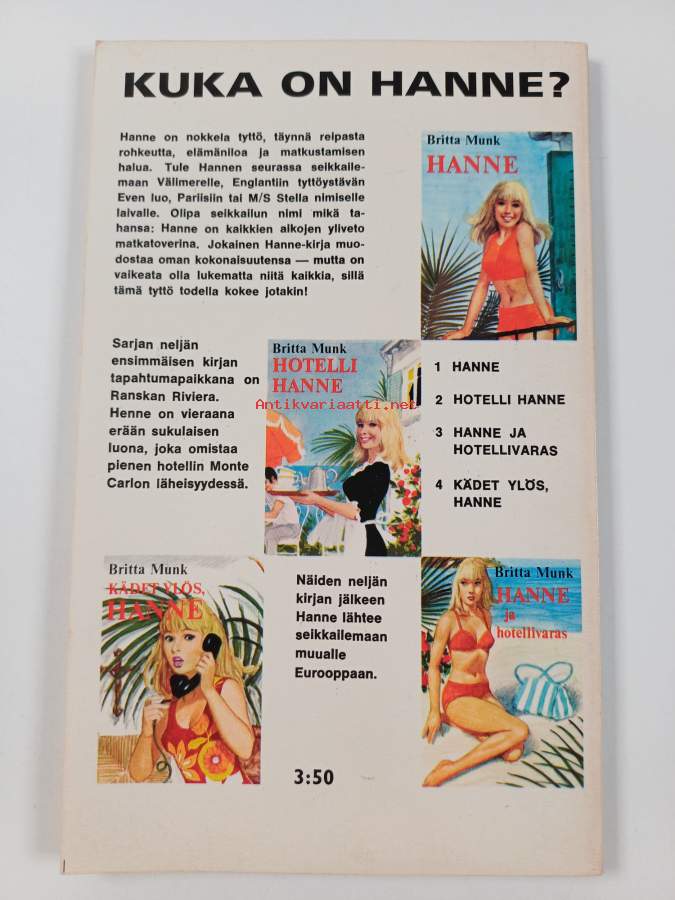 KUKA ON HANNE?
Hanne on nokkela tyttö, täynnä reipasta
rohkeutta, elämäniloa ja matkustamisen
halua. Tule Hannen seurassa seikkaile-
maan Välimerelle, Englantiin tyttöystävän
Even luo, Pariisiin tai M/S Stella nimiselle
laivalle. Olipa seikkailun nimi mikä ta-
hansa: Hanne on kaikkien aikojen yliveto
matkatoverina. Jokainen Hanne-kirja muo-
dostaa oman kokonaisuutensa — mutta on
vaikeata olla lukematta niitä kaikkia, sillä
tämä tyttö todella kokee jotakin!
Britta Munk
HANNE
Sarjan neljän
ensimmäisen kirjan
tapahtumapaikkana on
Ranskan Riviera.
Henne on vieraana
erään sukulaisen
luona, joka omistaa
pienen hotellin Monte
Carlon läheisyydessä.
Britta Munk
HOTELLI
HANNE
Antikvariaatti.net
1 HANNE
2 HOTELLI HANNE
3 HANNE JA
HOTELLIVARAS
4 KÄDET YLÖS,
HANNE
Britta Munk
KÄDET YLÖS,
HANNE
Näiden neljän
kirjan jälkeen
Hanne lähtee
seikkailemaan
muualle
Eurooppaan.
Britta Munk
HANNE
ja
hotellivaras
3:50